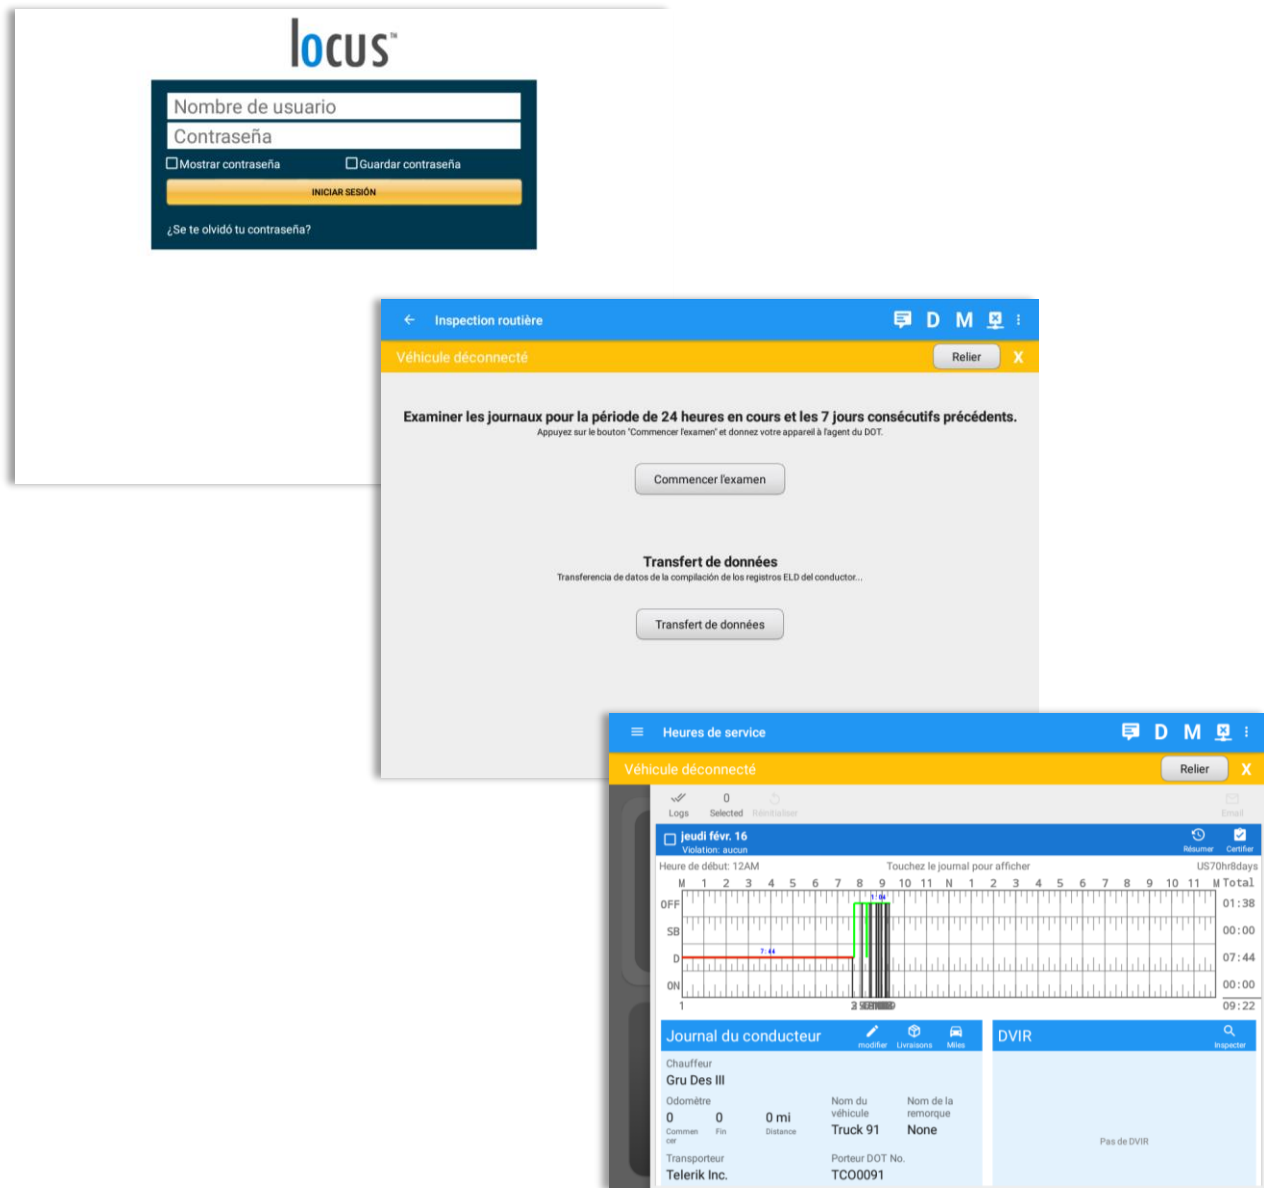 locus™
Nombre de usuario
Contraseña
Mostrar contraseña Guardar contraseña
INICIAR SESIÓN
¿Se te olvidó tu contraseña?
Inspection routière D M
Véhicule déconnecté Relier X
Examiner les journaux pour la période de 24 heures en cours et les 7 jours consécutifs précédents.
Appuyez sur le bouton "Commencer l'examen" et donnez votre appareil à l'agent du DOT.
Commencer l'examen
Transfert de données
Transferencia de datos de la compilación de los registros ELD del conductor...
Transfert de données
Heures de service D M
Véhicule déconnecté Relier X
0
Logs Selected Réinitialiser Email
jeudi févr. 16
Violation: aucun Résumer Certifier
Heure de début: 12AM Touchez le journal pour afficher US70hr8days
M 1 2 3 4 5 6 7 8 9 10 11 N 1 2 3 4 5 6 7 8 9 10 11 M Total
OFF 1:04 01:38
SB 00:00
7:44
D 07:44
ON 00:00
1 09:22
Journal du conducteur modifier Livraisons Miles
DVIR Inspecter
Chauffeur
Gru Des III
Odomètre Nom du véhicule Nom de la remorque
0 0 0 mi Truck 91 None
Commencer Fin Distance
Pas de DVIR
Transporteur Porteur DOT No.
Telerik Inc. TCO0091